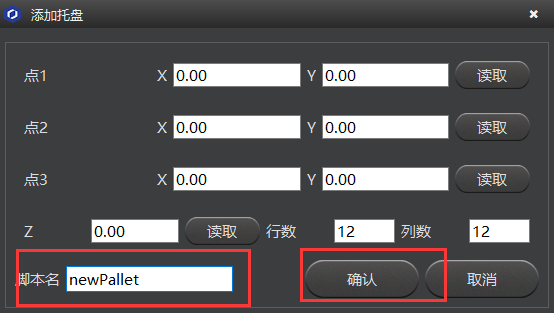 添加托盘
点1 X 0.00 Y 0.00 读取
点2 X 0.00 Y 0.00 读取
点3 X 0.00 Y 0.00 读取
Z 0.00 读取 行数 12 列数 12
脚本名 newPallet 确认 取消